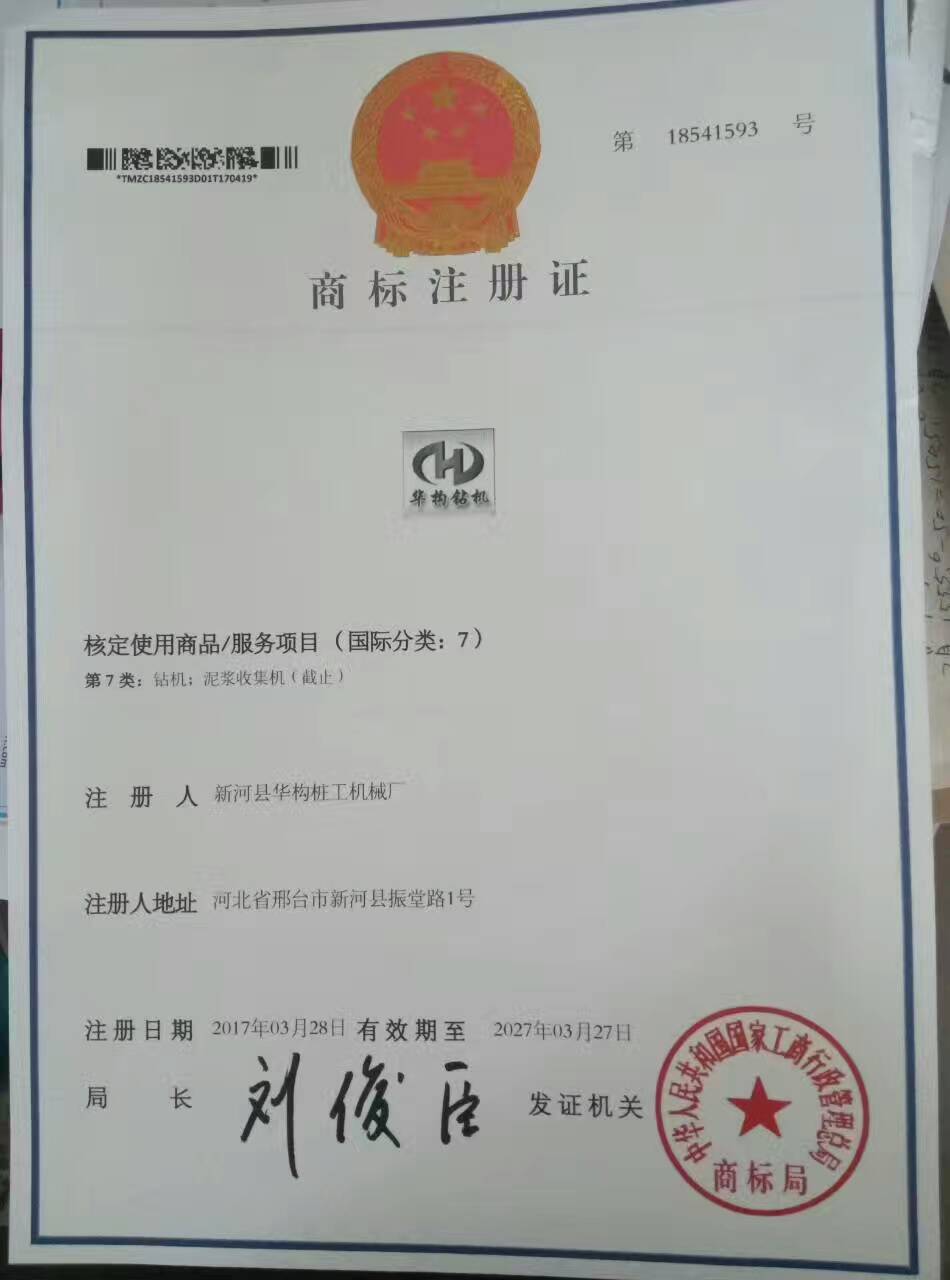 第 18541593 号
*TMZC18541593D01T170419*
商标注册证
华构钻机
核定使用商品/服务项目（国际分类：7）
第7类：钻机；泥浆收集机（截止）
注册人 新河县华构桩工机械厂
注册人地址 河北省邢台市新河县振堂路1号
注册日期 2017年03月28日 有效期至 2027年03月27日
局长 刘俊臣 发证机关
中华人民共和国国家工商行政管理总局
商标局